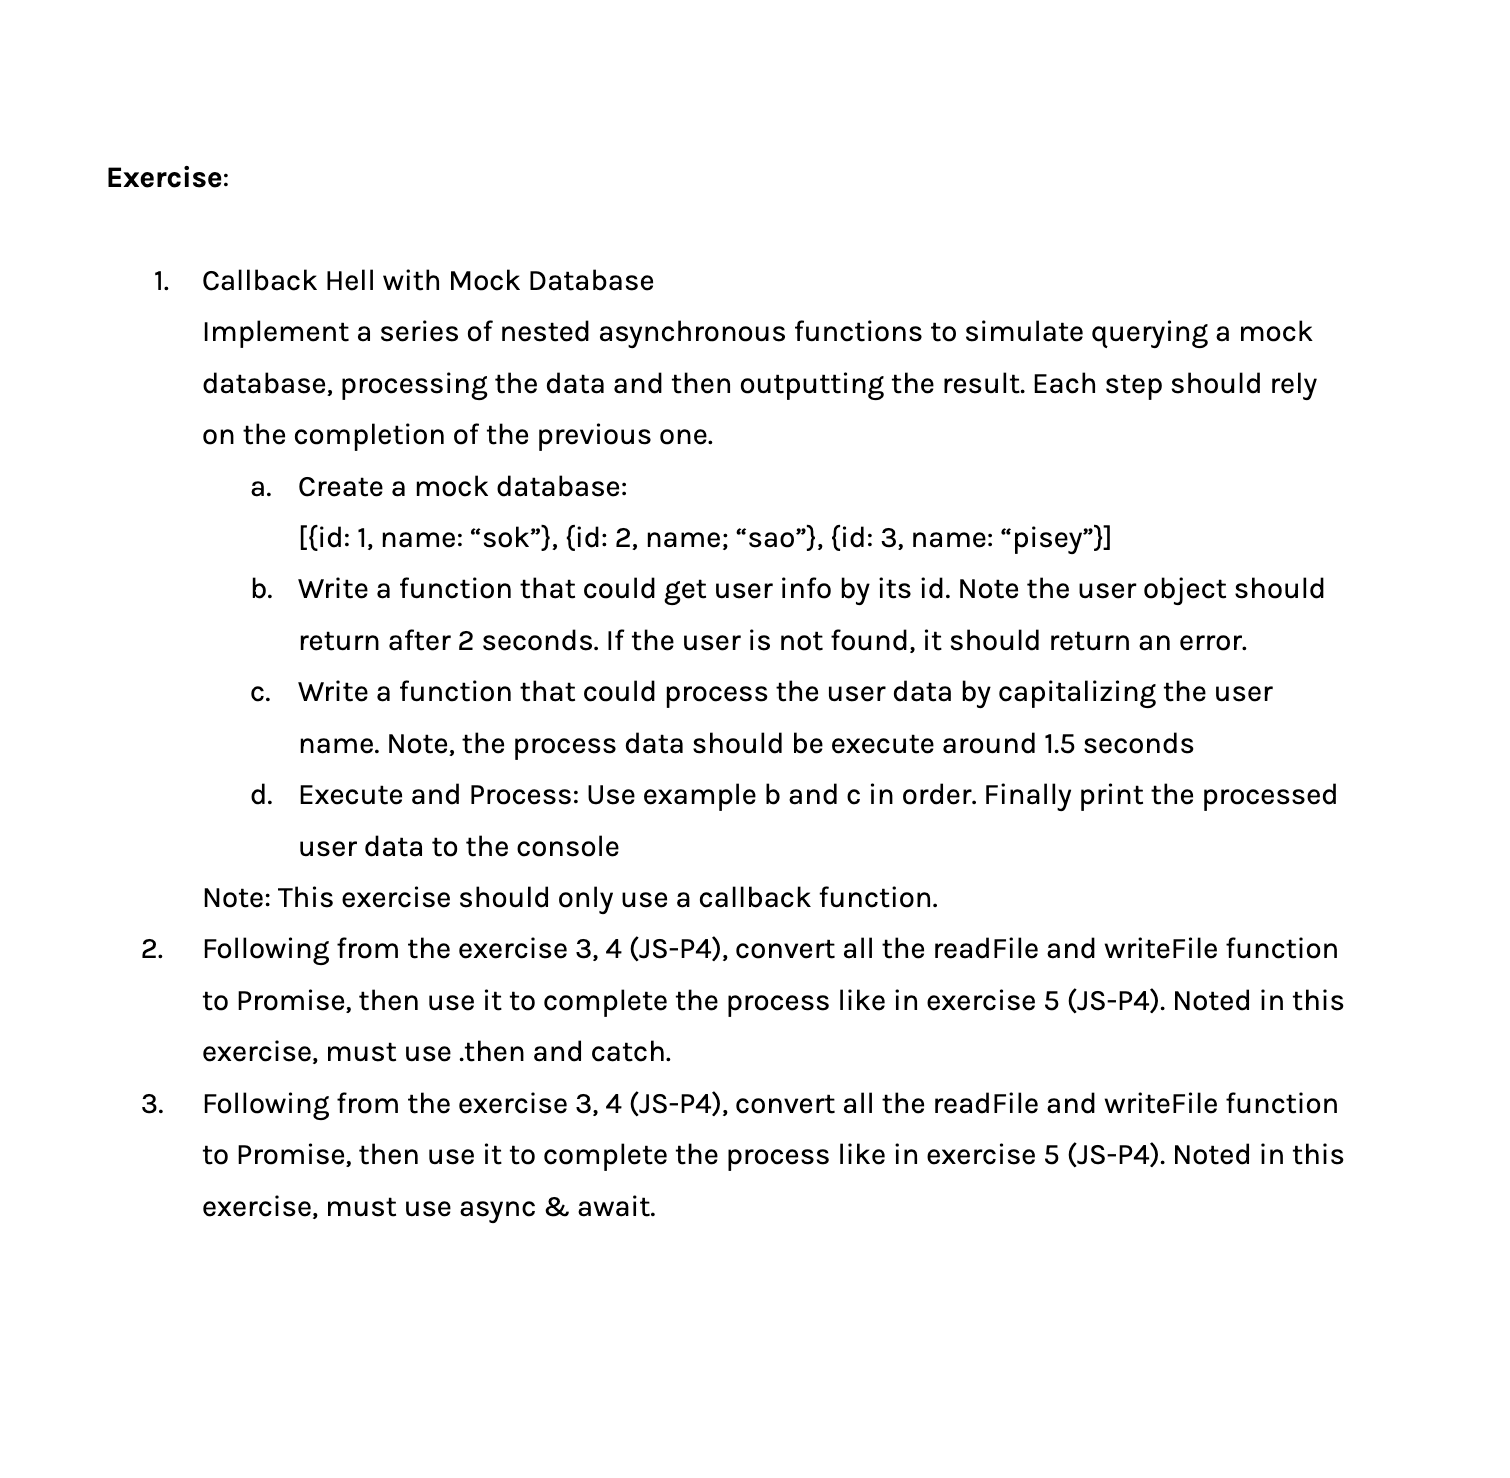 Exercise:
1. Callback Hell with Mock Database
Implement a series of nested asynchronous functions to simulate querying a mock
database, processing the data and then outputting the result. Each step should rely
on the completion of the previous one.
a. Create a mock database:
[{id: 1, name: “sok”}, {id: 2, name; “sao”}, {id: 3, name: “pisey”}]
b. Write a function that could get user info by its id. Note the user object should
return after 2 seconds. If the user is not found, it should return an error.
c. Write a function that could process the user data by capitalizing the user
name. Note, the process data should be execute around 1.5 seconds
d. Execute and Process: Use example b and c in order. Finally print the processed
user data to the console
Note: This exercise should only use a callback function.
2. Following from the exercise 3, 4 (JS-P4), convert all the readFile and writeFile function
to Promise, then use it to complete the process like in exercise 5 (JS-P4). Noted in this
exercise, must use .then and catch.
3. Following from the exercise 3, 4 (JS-P4), convert all the readFile and writeFile function
to Promise, then use it to complete the process like in exercise 5 (JS-P4). Noted in this
exercise, must use async & await.